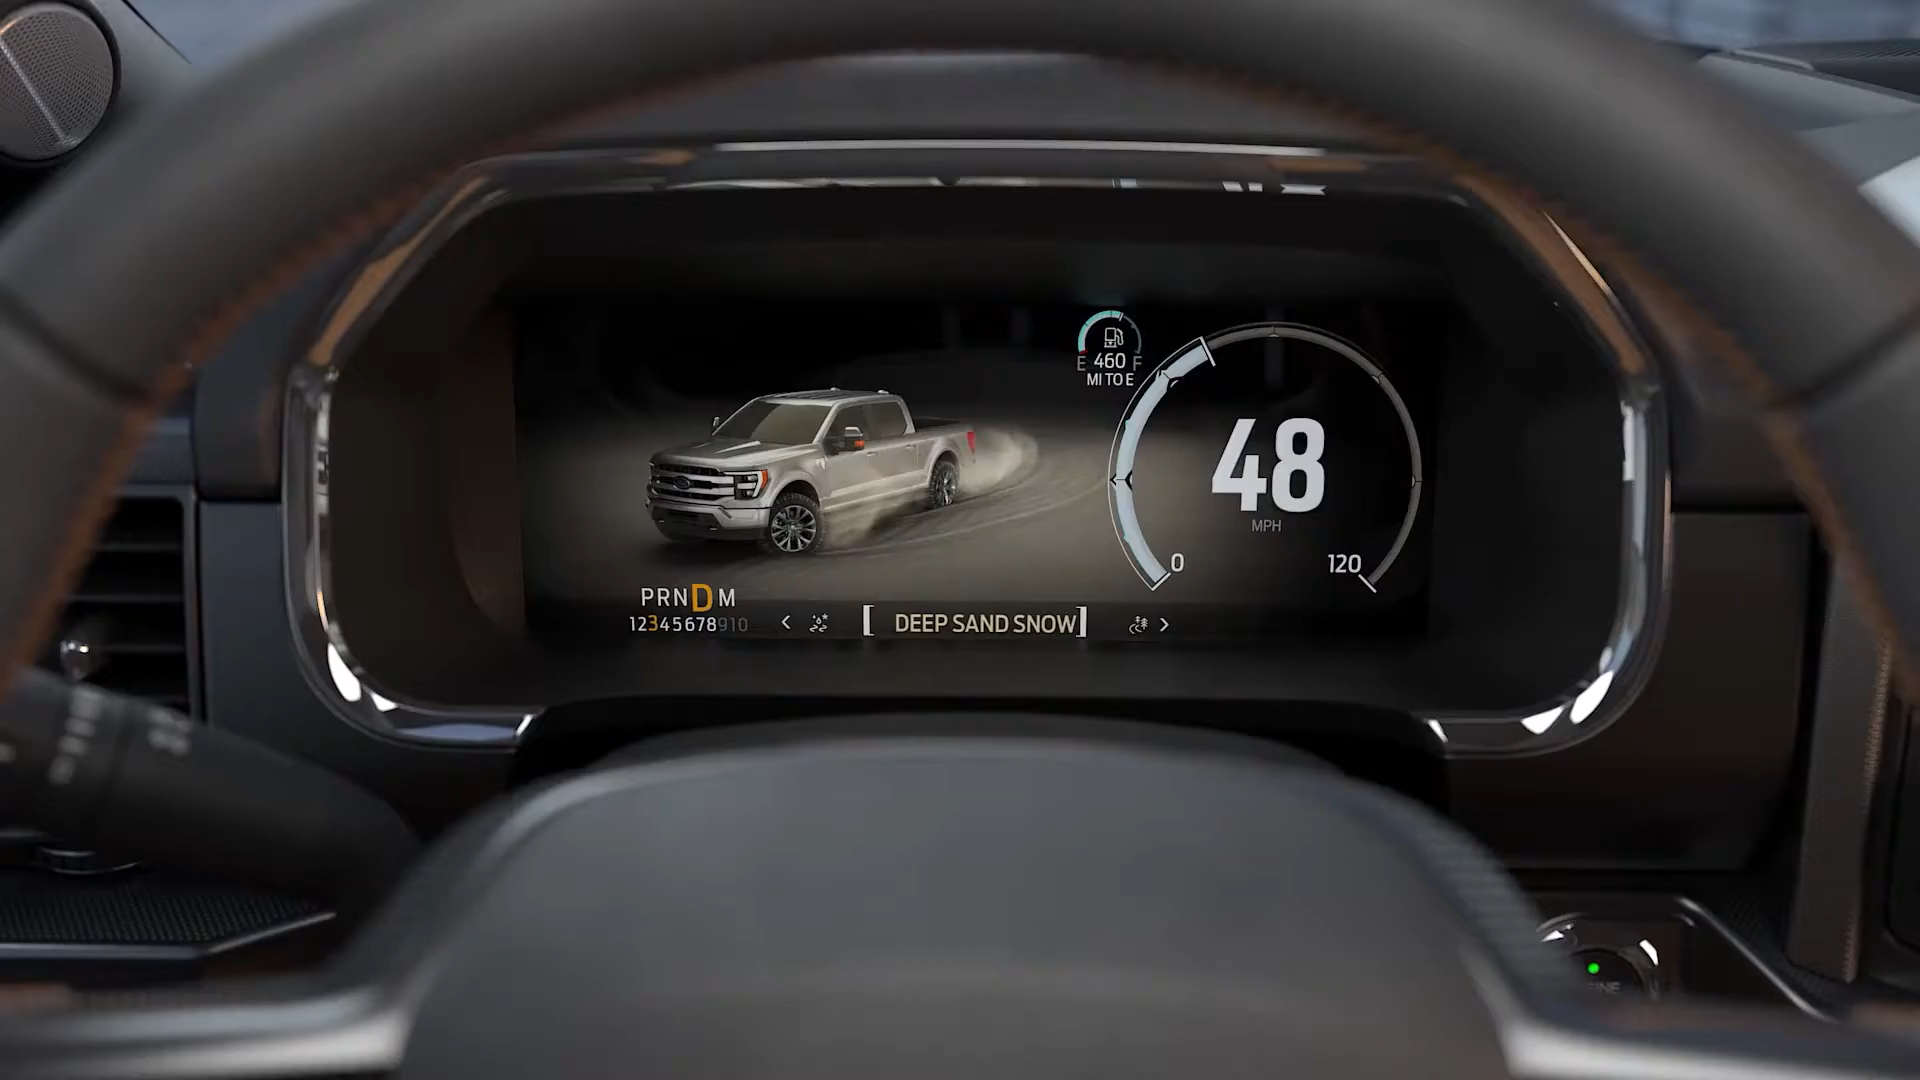 E 460 F
MI TO E
48
MPH
0
120
PRNDM
12345678910
[ DEEP SAND SNOW ]